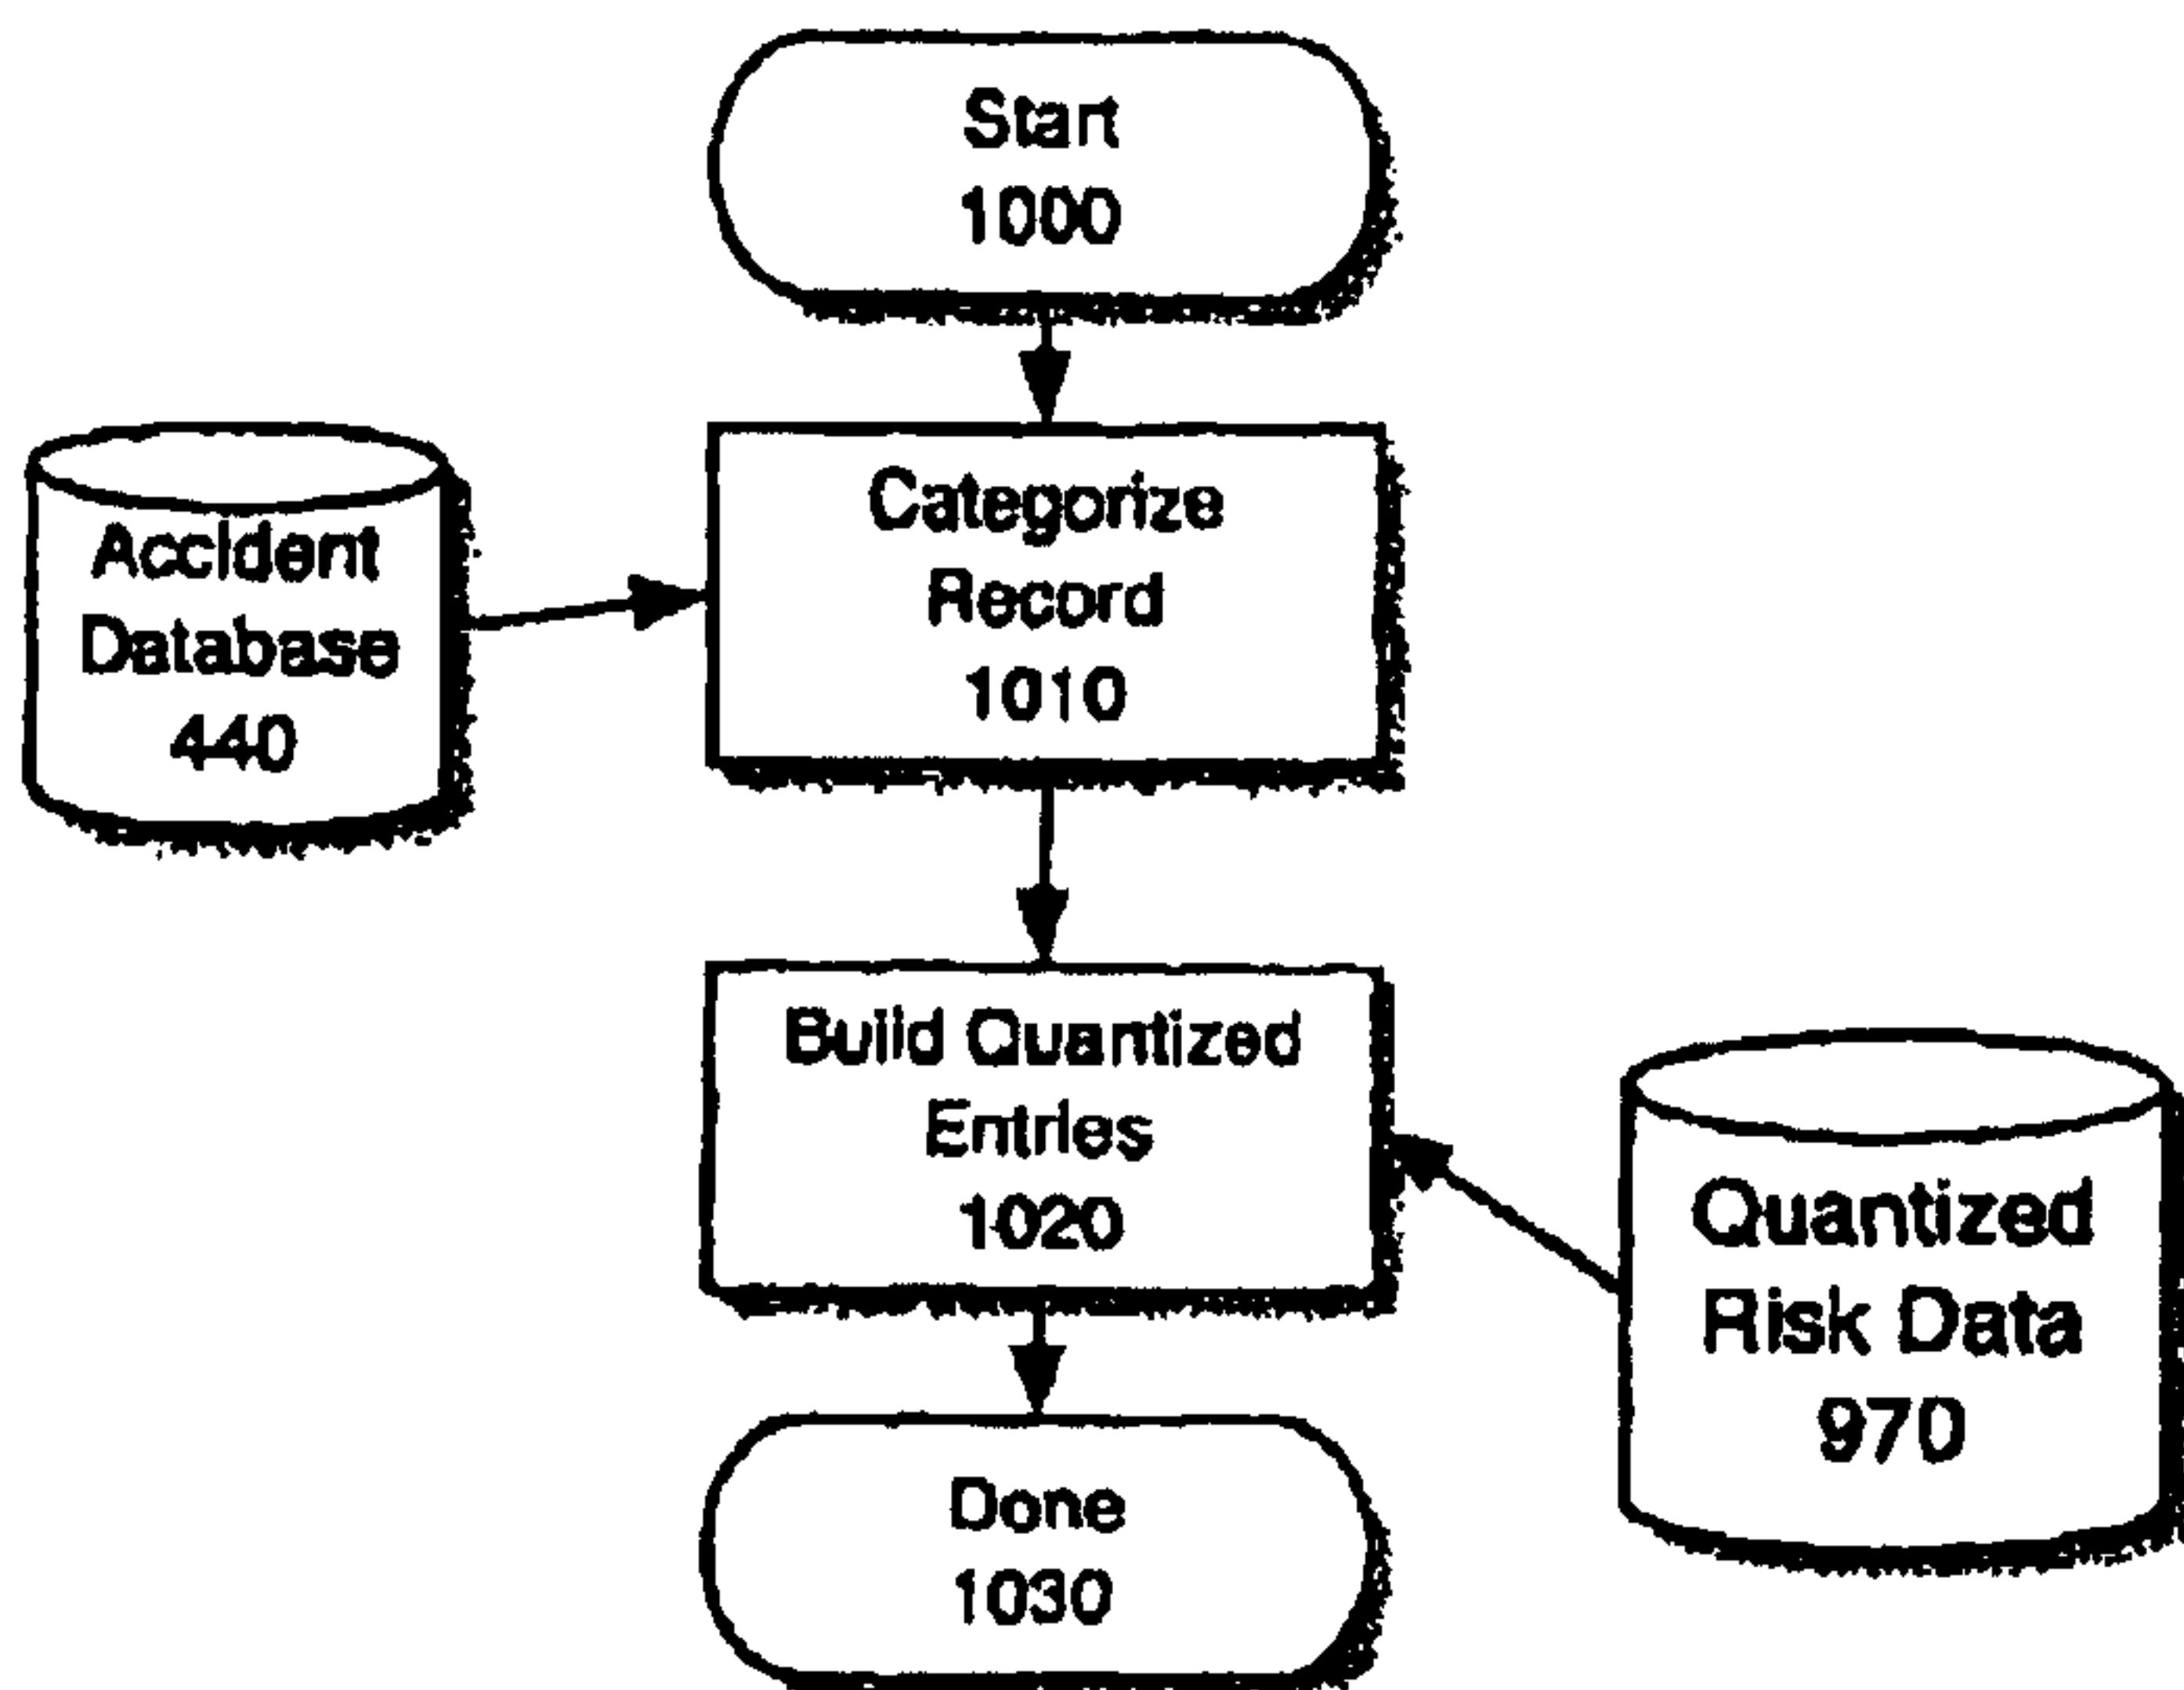 Start
1000
Categorize
Record
1010
Accident
Database
440
Build Quantized
Entries
1020
Quantized
Risk Data
970
Done
1030